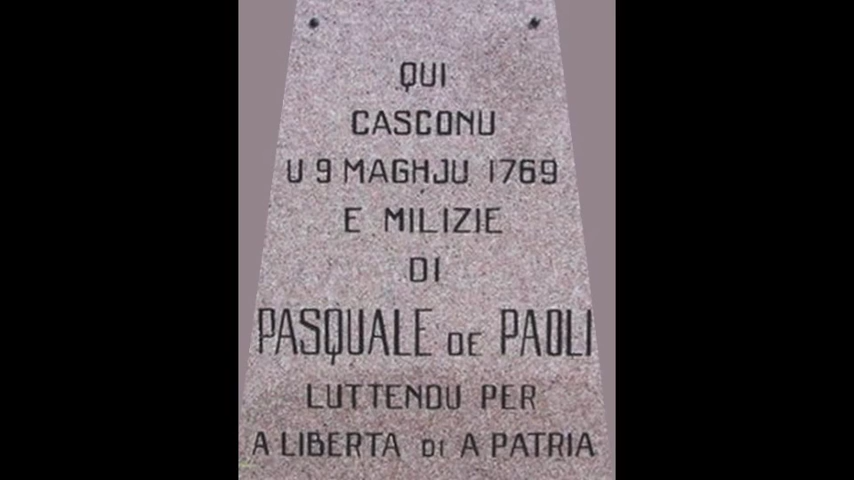 QUI
CASCONU
U 9 MAGHJU 1769
E MILIZIE
DI
PASQUALE DE PAOLI
LUTTENDU PER
A LIBERTA DI A PATRIA